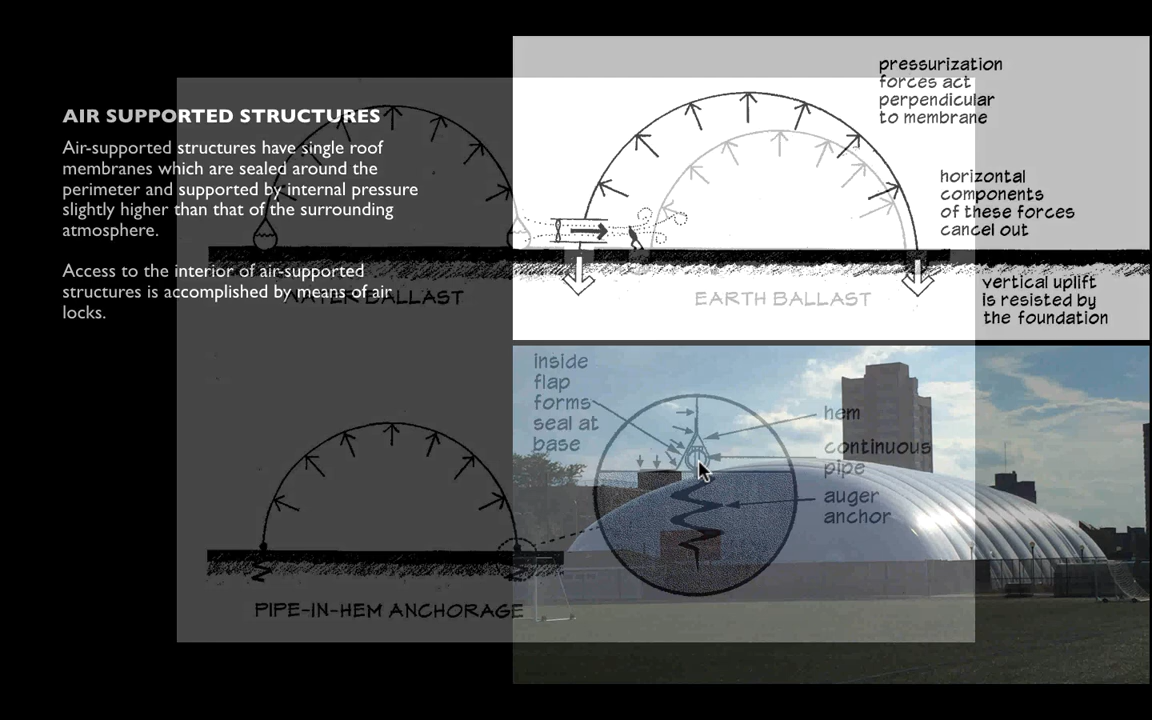 AIR SUPPORTED STRUCTURES
Air-supported structures have single roof
membranes which are sealed around the
perimeter and supported by internal pressure
slightly higher than that of the surrounding
atmosphere.
Access to the interior of air-supported
structures is accomplished by means of air
locks.
pressurization
forces act
perpendicular
to membrane
horizontal
components
of these forces
cancel out
vertical uplift
is resisted by
the foundation
WATER BALLAST
EARTH BALLAST
inside
flap
forms
seal at
base
hem
continuous
pipe
auger
anchor
PIPE-IN-HEM ANCHORAGE